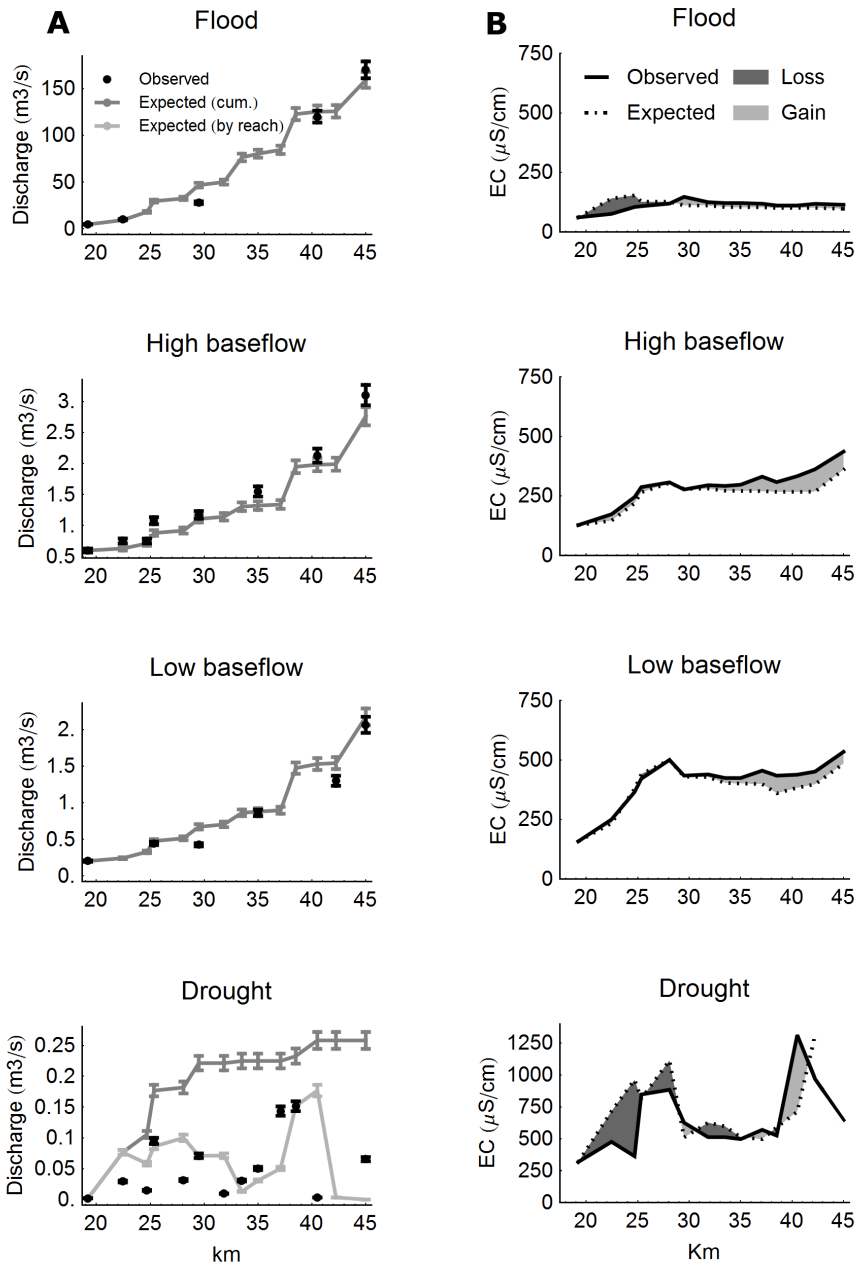 A
B
Flood
Discharge (m3/s)
150
100
50
0
Observed
Expected (cum.)
Expected (by reach)
20 25 30 35 40 45
Flood
EC (µS/cm)
750
500
250
0
Observed
Expected
Loss
Gain
20 25 30 35 40 45
High baseflow
Discharge (m3/s)
3.
2.
1.
0.5
20 25 30 35 40 45
High baseflow
EC (µS/cm)
750
500
250
0
20 25 30 35 40 45
Low baseflow
Discharge (m3/s)
2.
1.5
1.
0.5
0.
20 25 30 35 40 45
Low baseflow
EC (µS/cm)
750
500
250
0
20 25 30 35 40 45
Drought
Discharge (m3/s)
0.25
0.2
0.15
0.1
0.05
0.
20 25 30 35 40 45
km
Drought
EC (µS/cm)
1250
1000
750
500
250
0
20 25 30 35 40 45
Km